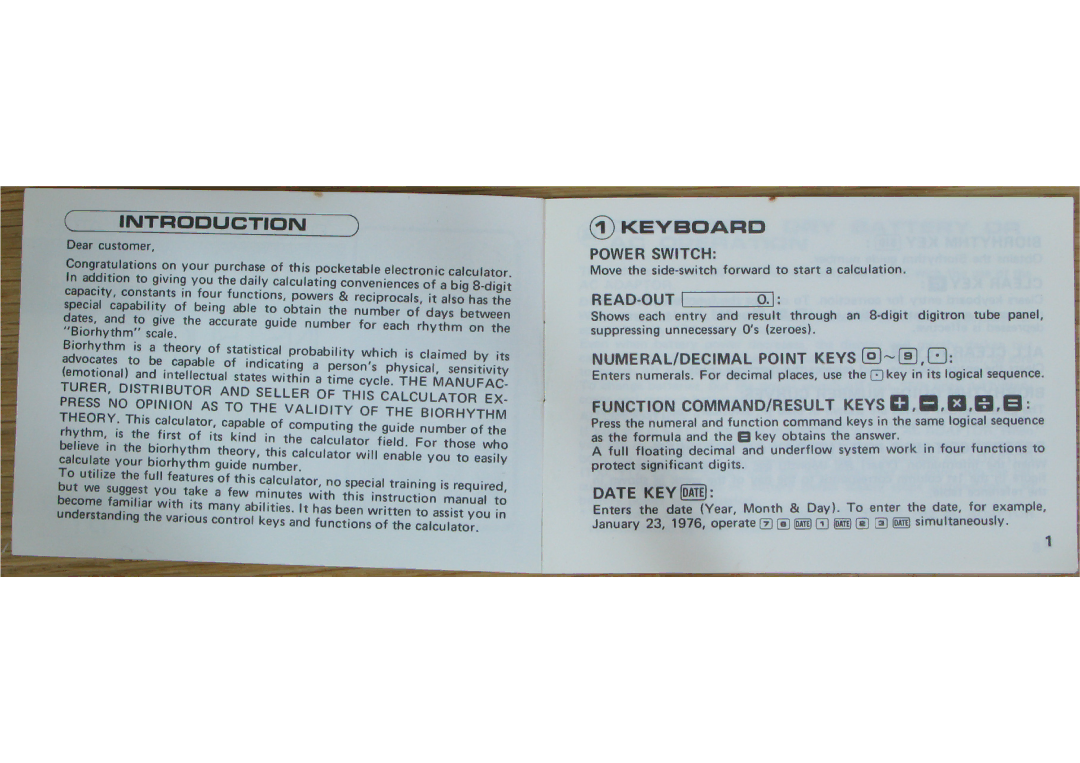 INTRODUCTION
Dear customer,
Congratulations on your purchase of this pocketable electronic calculator.
In addition to giving you the daily calculating conveniences of a big 8-digit
capacity, constants in four functions, powers & reciprocals, it also has the
special capability of being able to obtain the number of days between
dates, and to give the accurate guide number for each rhythm on the
"Biorhythm" scale.
Biorhythm is a theory of statistical probability which is claimed by its
advocates to be capable of indicating a person's physical, sensitivity
(emotional) and intellectual states within a time cycle. THE MANUFAC-
TURER, DISTRIBUTOR AND SELLER OF THIS CALCULATOR EX-
PRESS NO OPINION AS TO THE VALIDITY OF THE BIORHYTHM
THEORY. This calculator, capable of computing the guide number of the
rhythm, is the first of its kind in the calculator field. For those who
believe in the biorhythm theory, this calculator will enable you to easily
calculate your biorhythm guide number.
To utilize the full features of this calculator, no special training is required,
but we suggest you take a few minutes with this instruction manual to
become familiar with its many abilities. It has been written to assist you in
understanding the various control keys and functions of the calculator.
① KEYBOARD
POWER SWITCH:
Move the side-switch forward to start a calculation.
READ-OUT 0. :
Shows each entry and result through an 8-digit digitron tube panel,
suppressing unnecessary 0's (zeroes).
NUMERAL/DECIMAL POINT KEYS 0 ~ 9 , · :
Enters numerals. For decimal places, use the · key in its logical sequence.
FUNCTION COMMAND/RESULT KEYS + , − , × , ÷ , = :
Press the numeral and function command keys in the same logical sequence
as the formula and the = key obtains the answer.
A full floating decimal and underflow system work in four functions to
protect significant digits.
DATE KEY DATE :
Enters the date (Year, Month & Day). To enter the date, for example,
January 23, 1976, operate 7 6 DATE 1 DATE 2 3 DATE simultaneously.
1